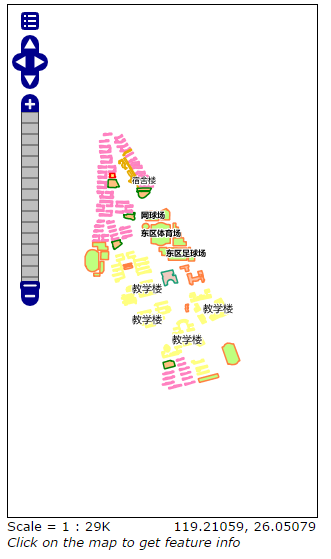 宿舍楼
网球场
东区体育场
东区足球场
教学楼
教学楼
教学楼
教学楼
Scale = 1 : 29K 119.21059, 26.05079
Click on the map to get feature info